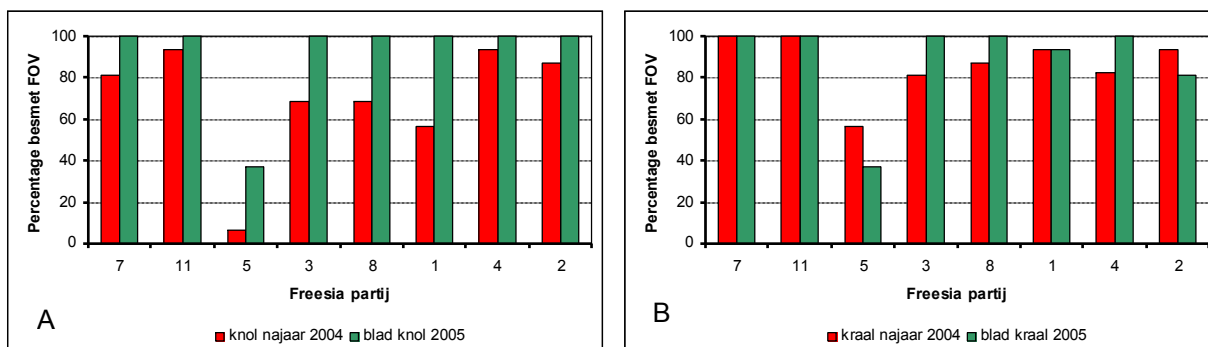 Percentage besmet FOV
100
80
60
40
20
0
7 11 5 3 8 1 4 2
Freesia partij
A
knol najaar 2004 blad knol 2005
Percentage besmet FOV
100
80
60
40
20
0
7 11 5 3 8 1 4 2
Freesia partij
B
kraal najaar 2004 blad kraal 2005